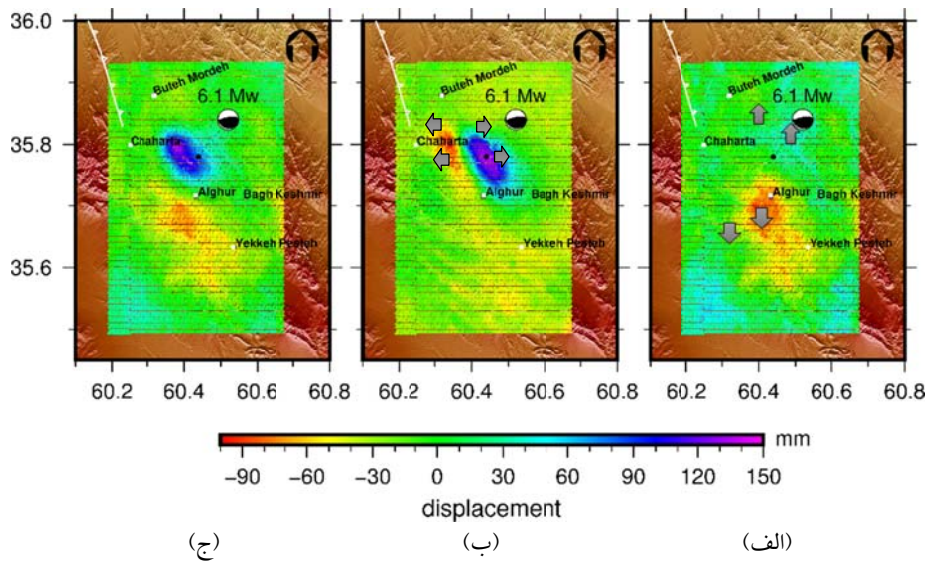 36.0
Buteh Mordeh
6.1 Mw
Chaharta
35.8
Alghur
Bagh Keshmir
Yekkeh Pesteh
35.6
60.2 60.4 60.6 60.8
Buteh Mordeh
6.1 Mw
Chaharta
Alghur
Bagh Keshmir
Yekkeh Pesteh
60.2 60.4 60.6 60.8
Buteh Mordeh
6.1 Mw
Chaharta
Alghur
Bagh Keshmir
Yekkeh Pesteh
60.2 60.4 60.6 60.8
mm
−90 −60 −30 0 30 60 90 120 150
displacement
(الف)
(ب)
(ج)